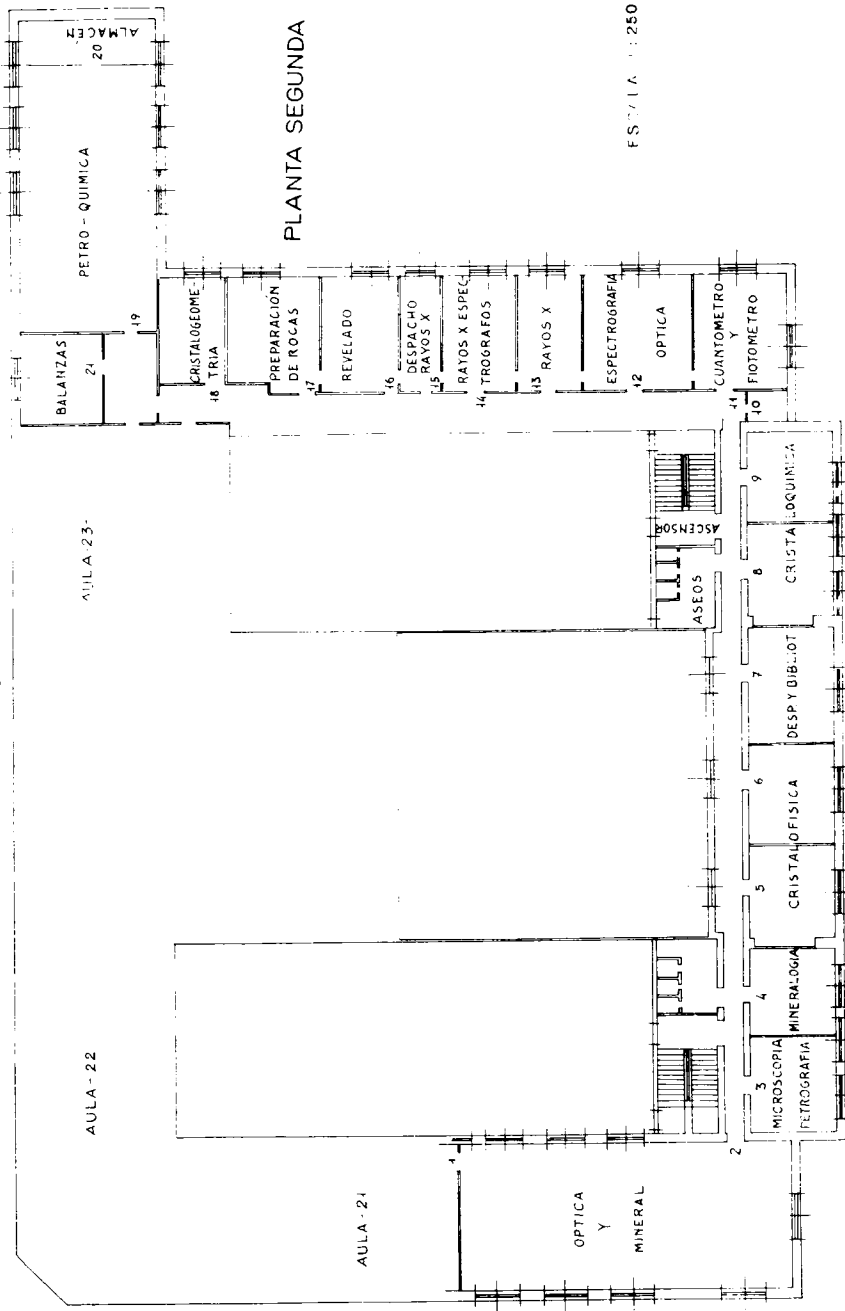 PLANTA SEGUNDA
ALMACEN
20
PETRO - QUIMICA
19
BALANZAS
21
CRISTALOGEOME-
TRIA
18
PREPARACION
DE ROCAS
17
REVELADO
16
DESPACHO
RAYOS X
15
RAYOS X ESPEC
TROGRAFOS
14
RAYOS X
13
ESPECTROGRAFIA
OPTICA
12
CUANTOMETRO
Y
FIOTOMETRO
11
10
AULA-23-
AULA-22
AULA-21
1
OPTICA
Y
MINERAL
2
3
MICROSCOPIA
PETROGRAFIA
4
MINERALOGIA
5
6
CRISTALOFISICA
7
DESP Y BIBLIOT
8
9
CRISTALOQUIMICA
ASEOS
ASCENSOR
250